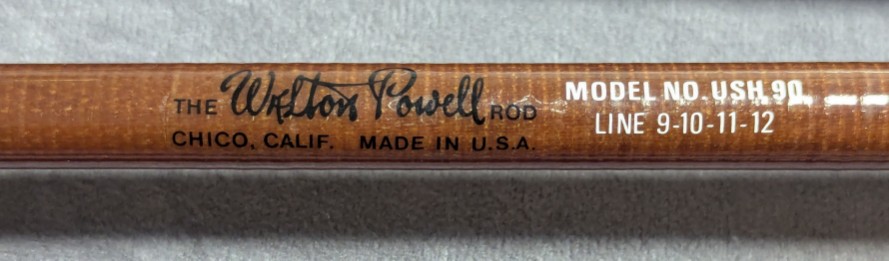 THE Walton Powell ROD
CHICO, CALIF. MADE IN U.S.A.
MODEL NO. USH 90
LINE 9-10-11-12